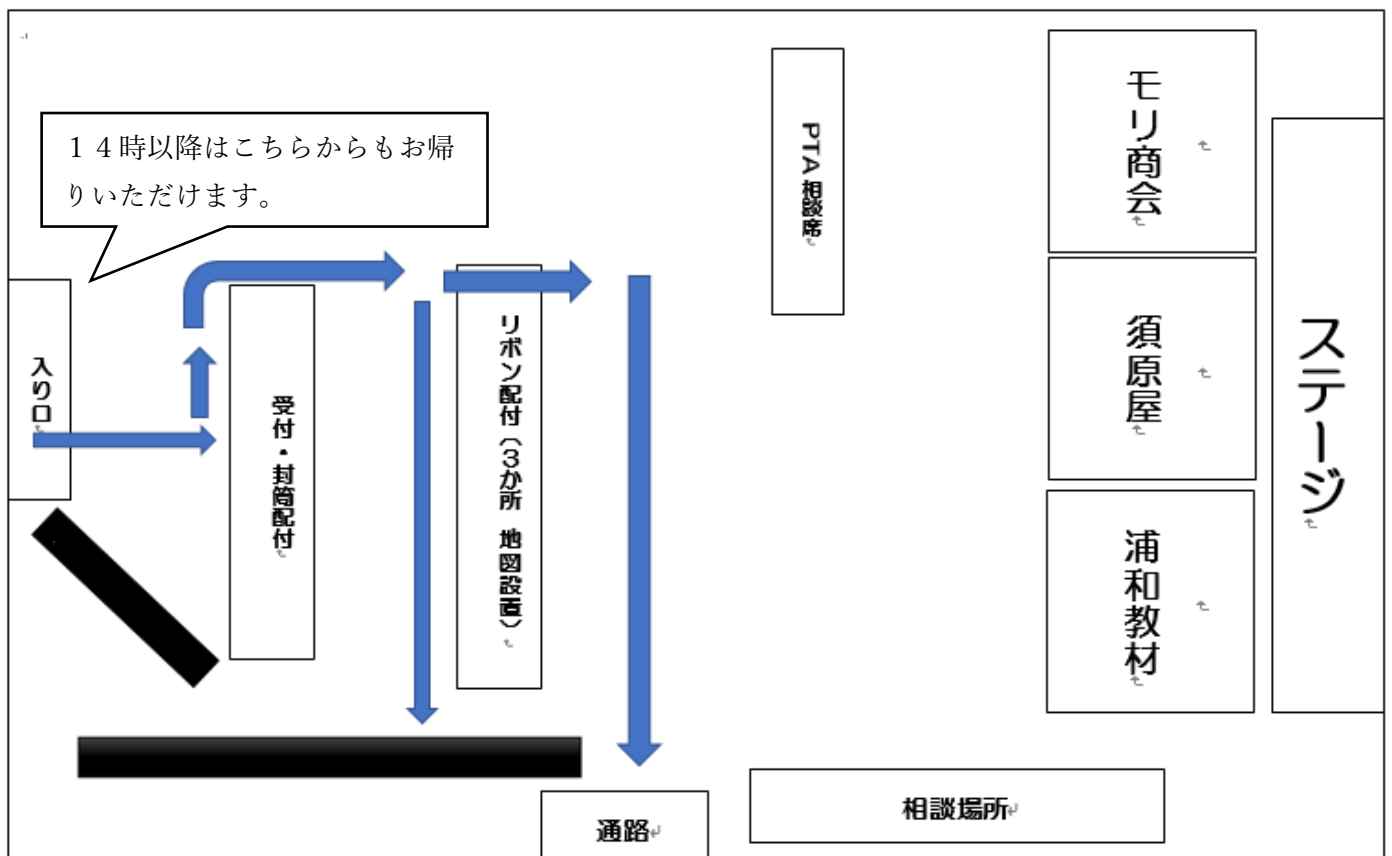 １４時以降はこちらからもお帰
りいただけます。
入り口
受付・封筒配付
リボン配付（３か所　地図設置）
PTA相談席
モリ商会
須原屋
浦和教材
ステージ
通路
相談場所